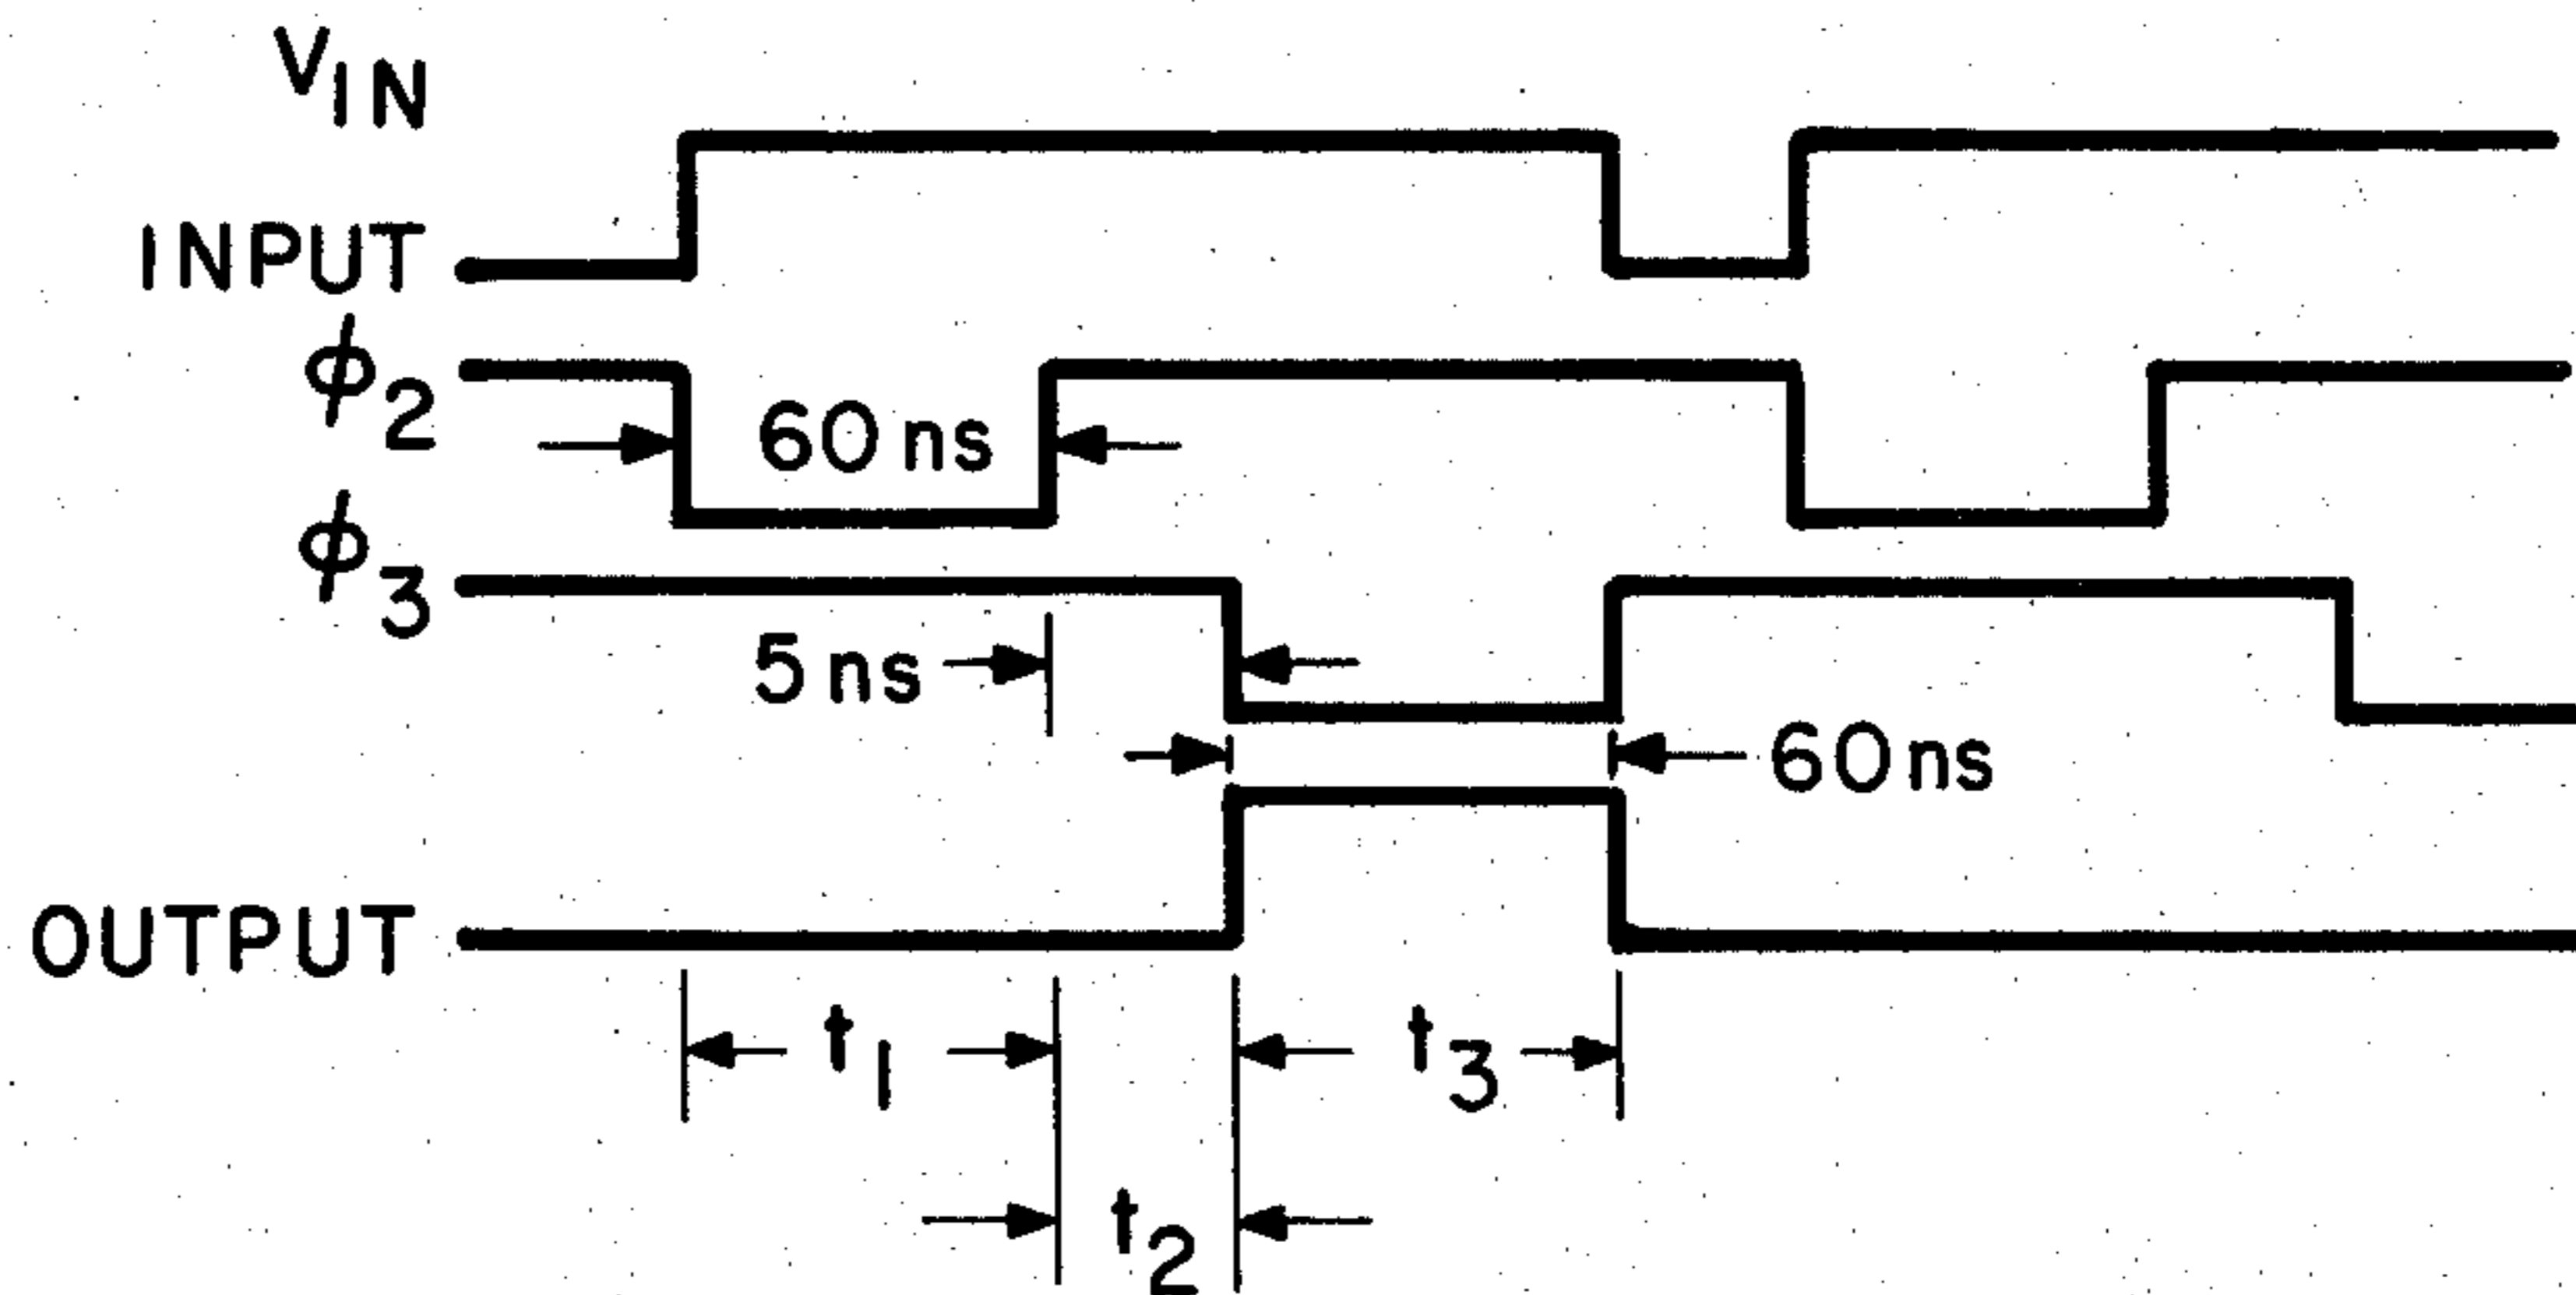 V_IN
INPUT
ϕ2
60 ns
ϕ3
5 ns
60 ns
OUTPUT
t1
t3
t2